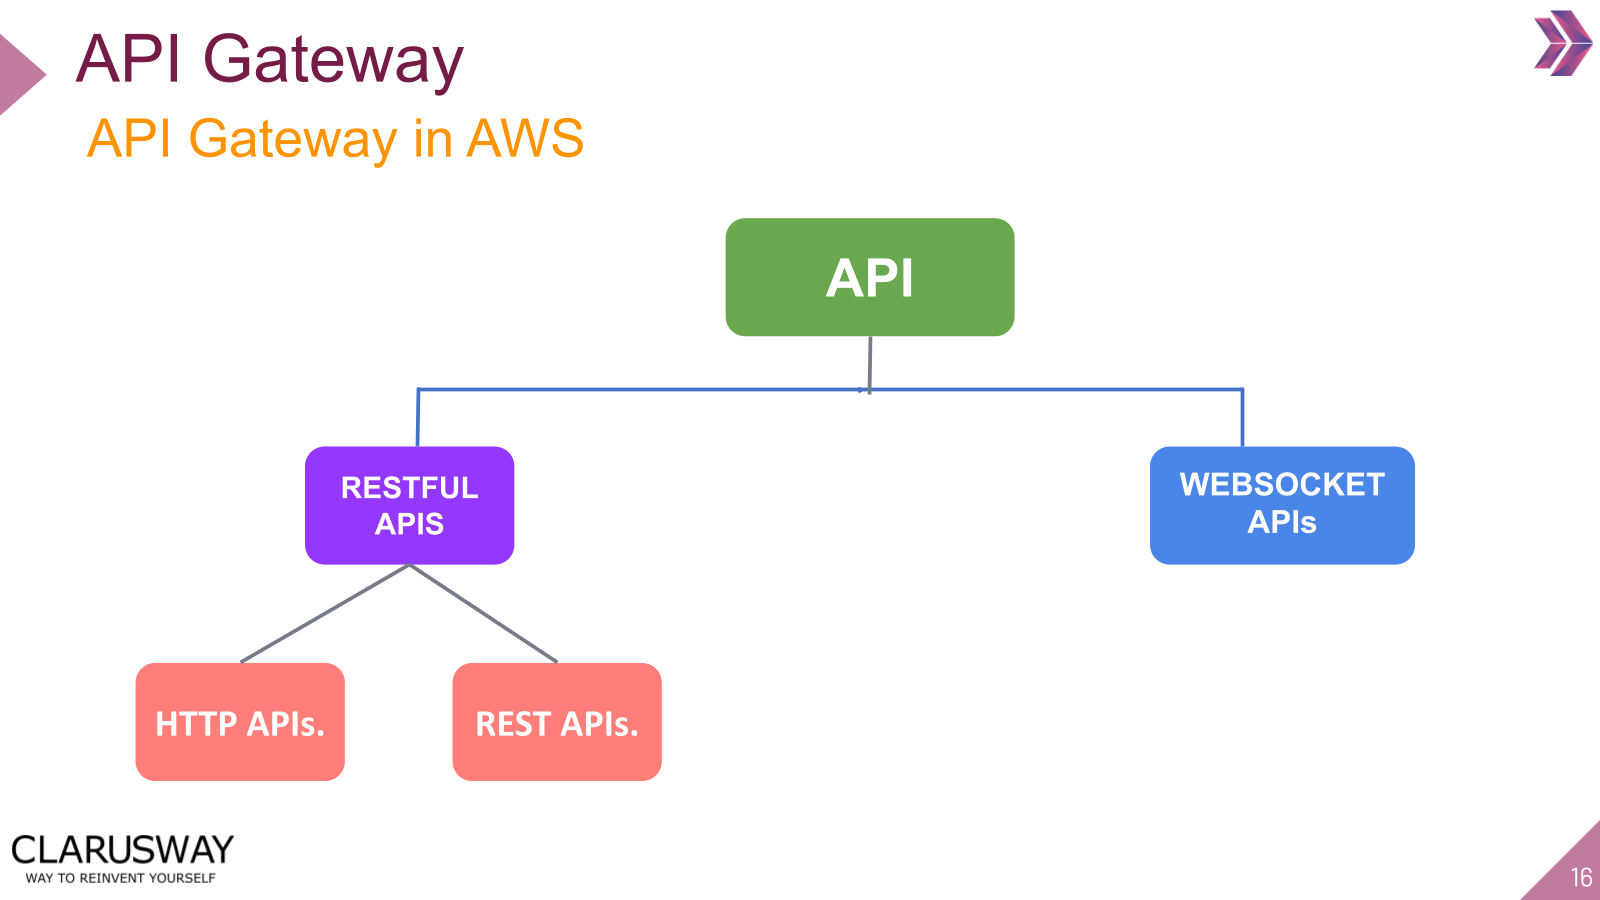 API Gateway
API Gateway in AWS
API
RESTFUL
APIS
WEBSOCKET
APIs
HTTP APIs.
REST APIs.
CLARUSWAY
WAY TO REINVENT YOURSELF
16